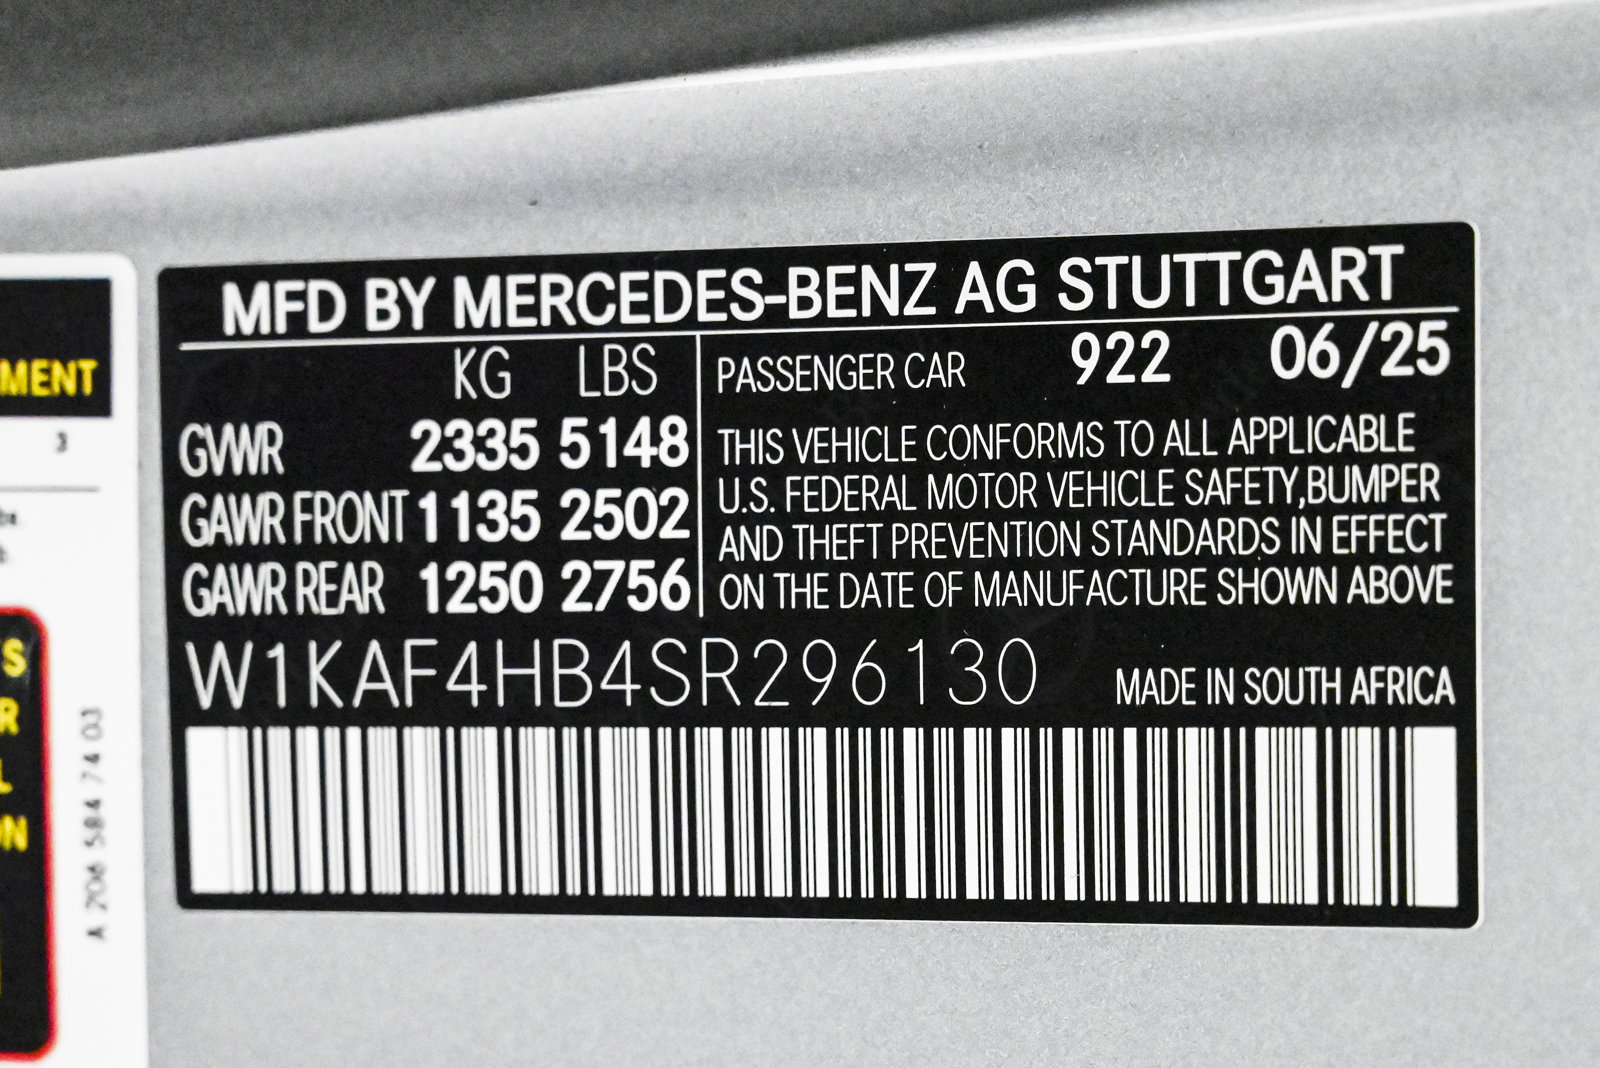 MFD BY MERCEDES-BENZ AG STUTTGART
KG LBS
GVWR 2335 5148
GAWR FRONT 1135 2502
GAWR REAR 1250 2756
PASSENGER CAR 922 06/25
THIS VEHICLE CONFORMS TO ALL APPLICABLE
U.S. FEDERAL MOTOR VEHICLE SAFETY,BUMPER
AND THEFT PREVENTION STANDARDS IN EFFECT
ON THE DATE OF MANUFACTURE SHOWN ABOVE
W1KAF4HB4SR296130
MADE IN SOUTH AFRICA
MENT
3
S
R
L
ON
A 206 584 74 03